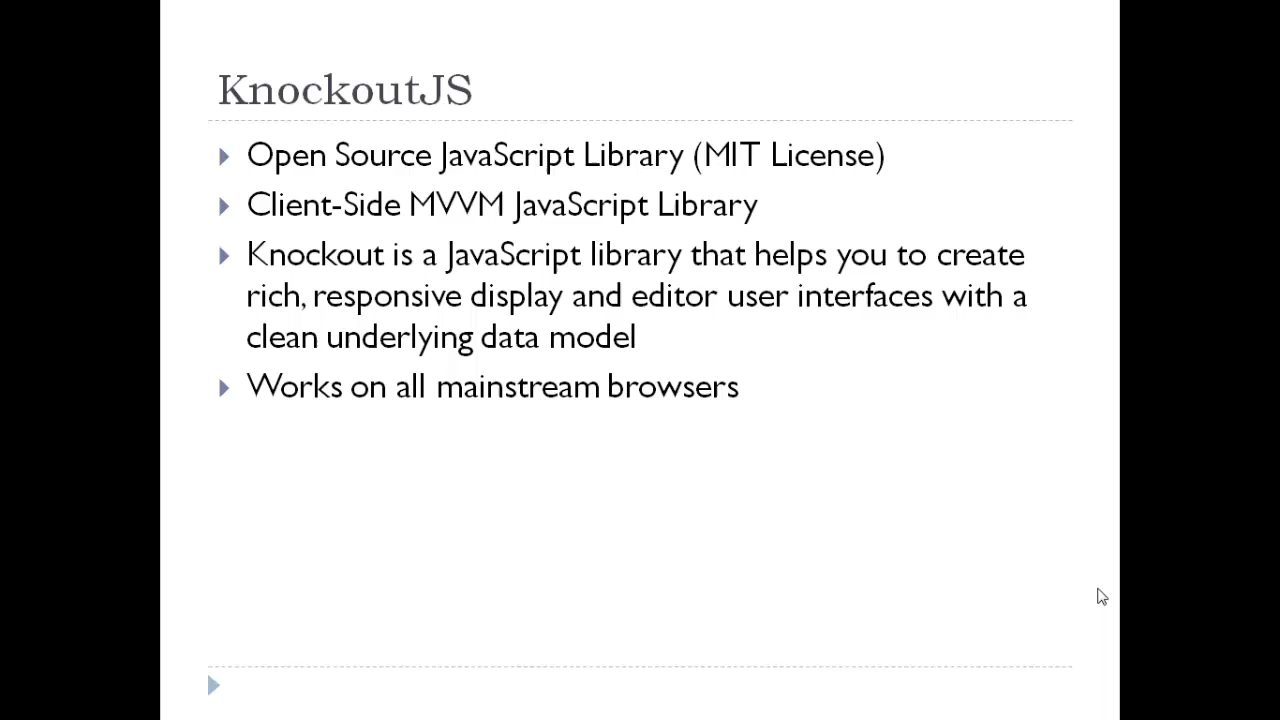 KnockoutJS
Open Source JavaScript Library (MIT License)
Client-Side MVVM JavaScript Library
Knockout is a JavaScript library that helps you to create
rich, responsive display and editor user interfaces with a
clean underlying data model
Works on all mainstream browsers